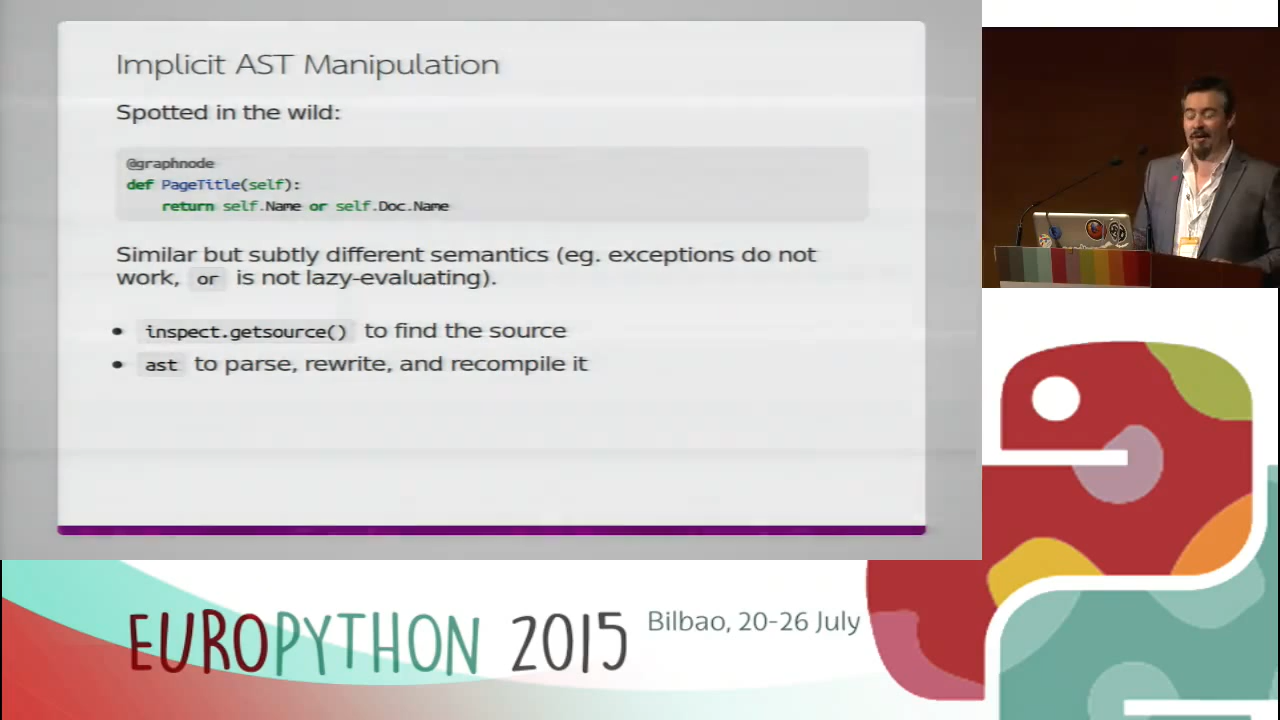 Implicit AST Manipulation
Spotted in the wild:
@graphnode
def PageTitle(self):
return self.Name or self.Doc.Name
Similar but subtly different semantics (eg. exceptions do not
work, or is not lazy-evaluating).
• inspect.getsource() to find the source
• ast to parse, rewrite, and recompile it
EUROPYTHON 2015
Bilbao, 20-26 July